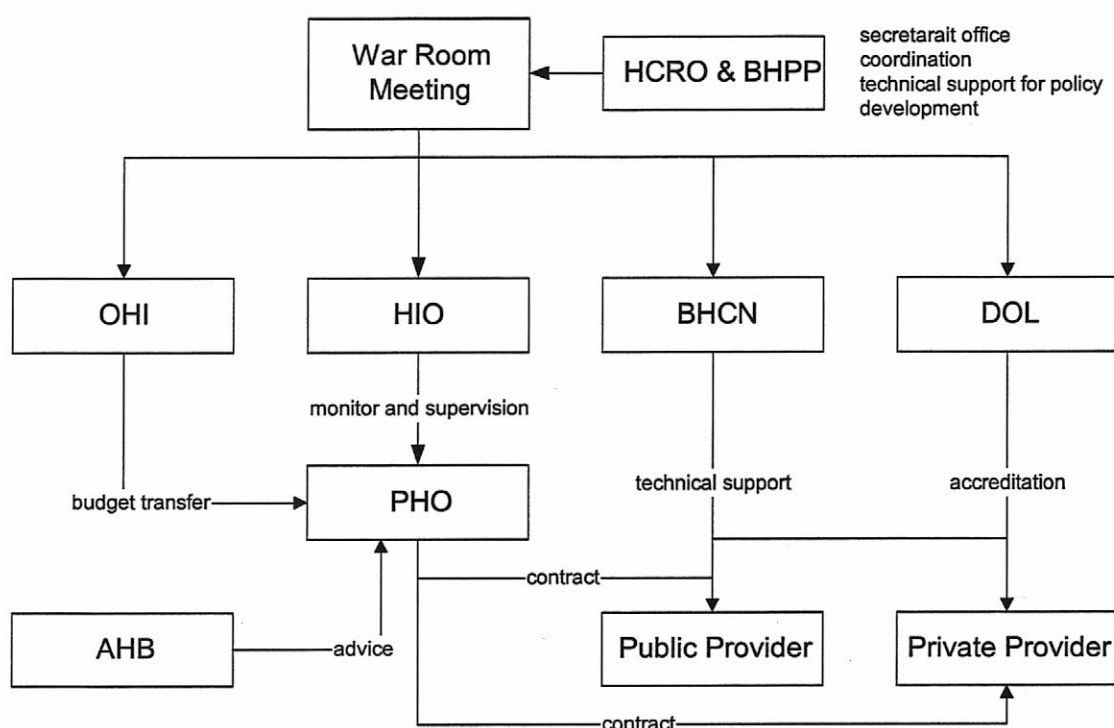 War Room
Meeting
HCRO & BHPP
secretarait office
coordination
technical support for policy
development
OHI
HIO
BHCN
DOL
monitor and supervision
budget transfer
PHO
technical support
accreditation
contract
AHB
advice
Public Provider
Private Provider
contract